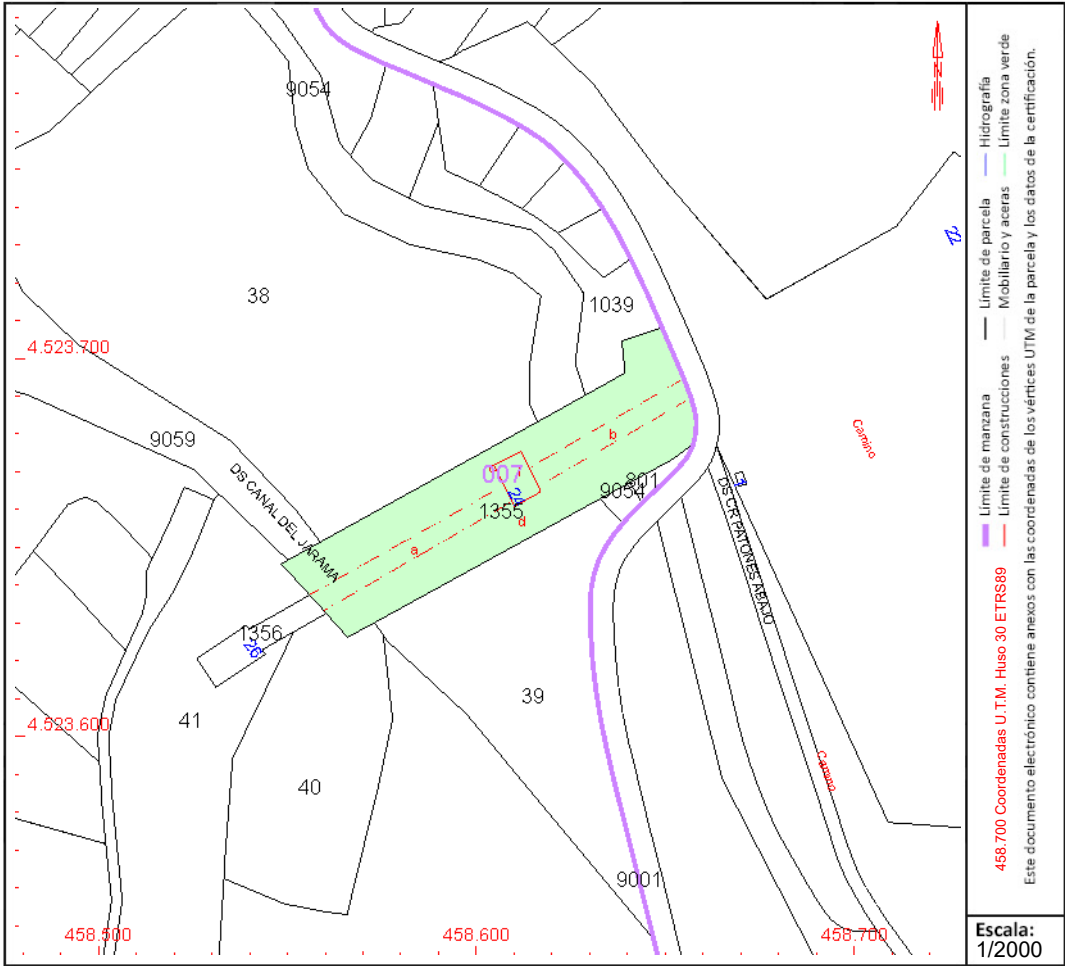 9054
N
38
1039
4.523.700
9059
DS CANAL DEL JARAMA
007
24
1355
a
b
d
e
801
9054
DS CR PATONES ABAJO
Camino
1356
26
39
41
4.523.600
40
Camino
9001
458.500
458.600
458.700
Límite de manzana
Límite de parcela
Hidrografía
Límite de construcciones
Mobiliario y aceras
Límite zona verde
458.700 Coordenadas U.T.M. Huso 30 ETRS89
Este documento electrónico contiene anexos con las coordenadas de los vértices UTM de la parcela y los datos de la certificación.
Escala:
1/2000